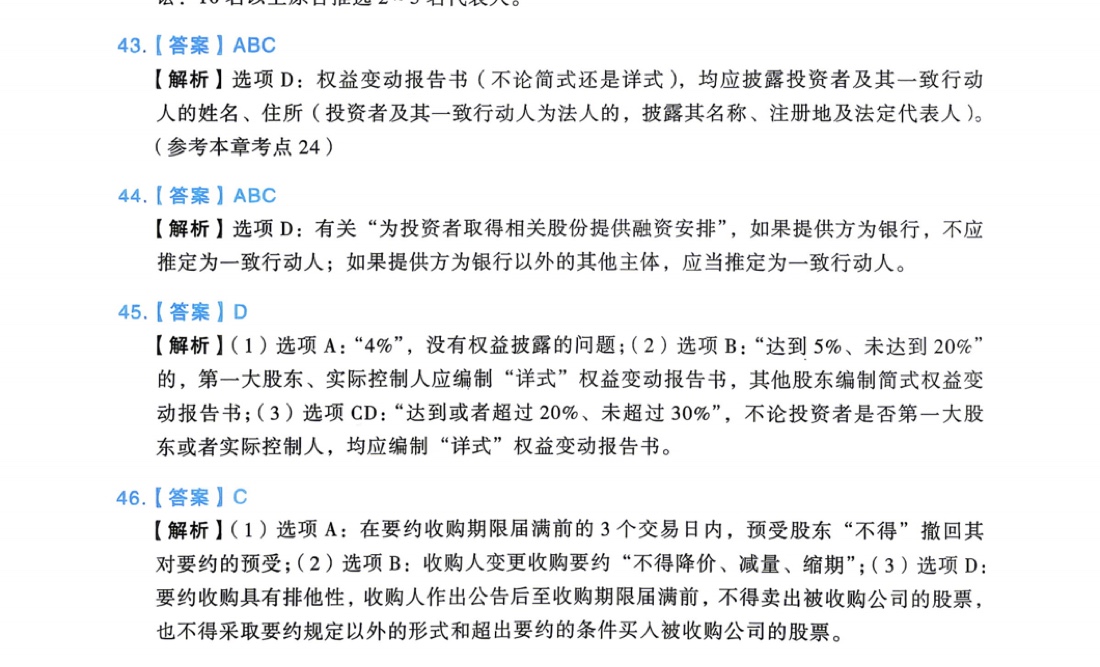 43.【答案】ABC
【解析】选项 D：权益变动报告书（不论简式还是详式），均应披露投资者及其一致行动
人的姓名、住所（投资者及其一致行动人为法人的，披露其名称、注册地及法定代表人）。
（参考本章考点 24）
44.【答案】ABC
【解析】选项 D：有关“为投资者取得相关股份提供融资安排”，如果提供方为银行，不应
推定为一致行动人；如果提供方为银行以外的其他主体，应当推定为一致行动人。
45.【答案】D
【解析】（1）选项 A：“4%”，没有权益披露的问题；（2）选项 B：“达到 5%、未达到 20%”
的，第一大股东、实际控制人应编制“详式”权益变动报告书，其他股东编制简式权益变
动报告书；（3）选项 CD：“达到或者超过 20%、未超过 30%”，不论投资者是否第一大股
东或者实际控制人，均应编制“详式”权益变动报告书。
46.【答案】C
【解析】（1）选项 A：在要约收购期限届满前的 3 个交易日内，预受股东“不得”撤回其
对要约的预受；（2）选项 B：收购人变更收购要约“不得降价、减量、缩期”；（3）选项 D：
要约收购具有排他性，收购人作出公告后至收购期限届满前，不得卖出被收购公司的股票，
也不得采取要约规定以外的形式和超出要约的条件买入被收购公司的股票。